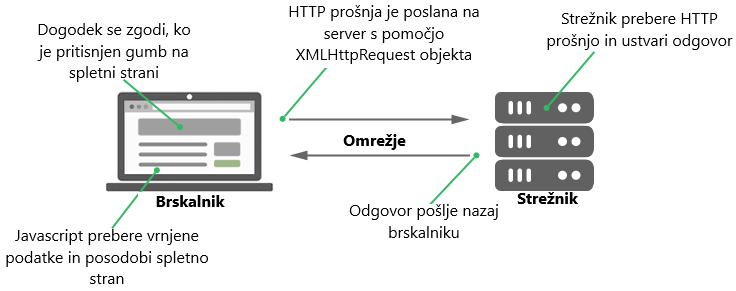 Dogodek se zgodi, ko
je pritisnjen gumb na
spletni strani
HTTP prošnja je poslana na
server s pomočjo
XMLHttpRequest objekta
Strežnik prebere HTTP
prošnjo in ustvari odgovor
Omrežje
Brskalnik
Strežnik
Odgovor pošlje nazaj
brskalniku
Javascript prebere vrnjene
podatke in posodobi spletno
stran